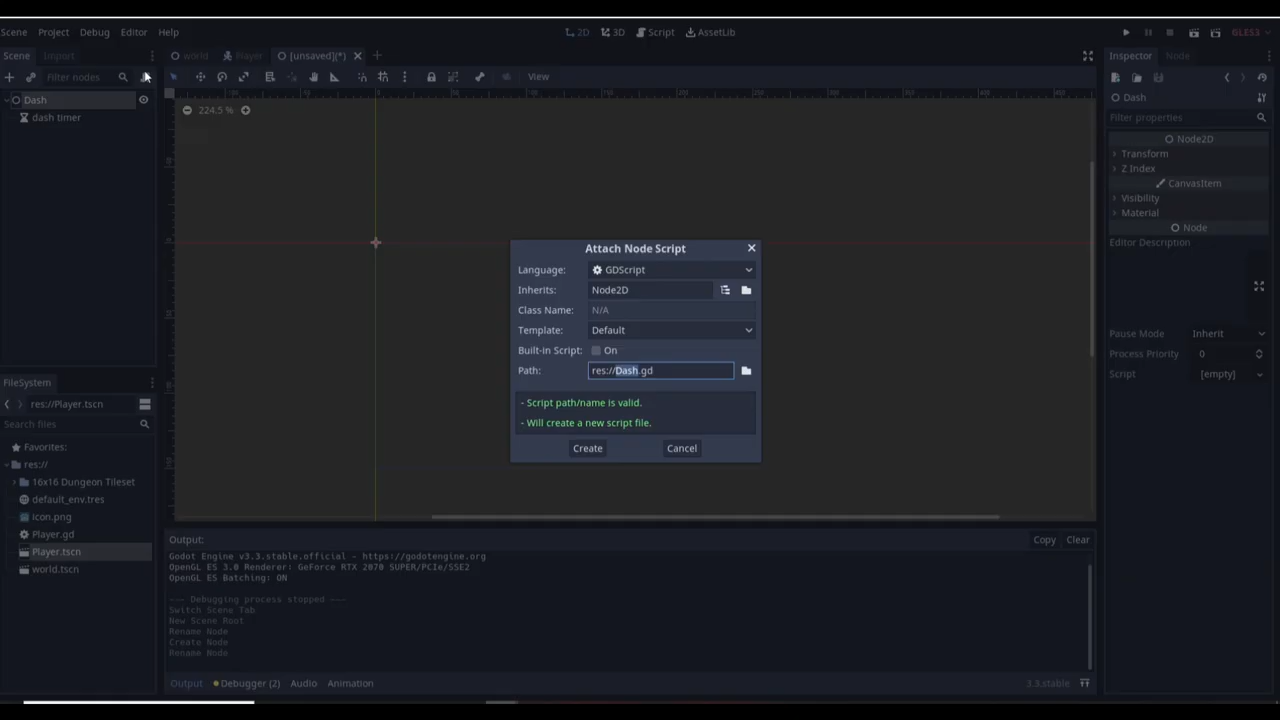 Scene Project Debug Editor Help 2D 3D Script AssetLib GLES3
Scene Import world Player [unsaved](*) Inspector Node
Filter nodes View
Dash
dash timer
224.5 %
Dash
Filter properties
Node2D
Transform
Z Index
CanvasItem
Visibility
Material
Node
Editor Description
Pause Mode Inherit
Process Priority 0
Script [empty]
Attach Node Script
Language: GDScript
Inherits: Node2D
Class Name: N/A
Template: Default
Built-in Script: On
Path: res://Dash.gd
- Script path/name is valid.
- Will create a new script file.
Create Cancel
FileSystem
res://Player.tscn
Search files
Favorites:
res://
16x16 Dungeon Tileset
default_env.tres
icon.png
Player.gd
Player.tscn
world.tscn
Output: Copy Clear
Godot Engine v3.3.stable.official - https://godotengine.org
OpenGL ES 3.0 Renderer: GeForce RTX 2070 SUPER/PCIe/SSE2
OpenGL ES Batching: ON
--- Debugging process stopped ---
Switch Scene Tab
New Scene Root
Rename Node
Create Node
Rename Node
Output Debugger (2) Audio Animation 3.3.stable